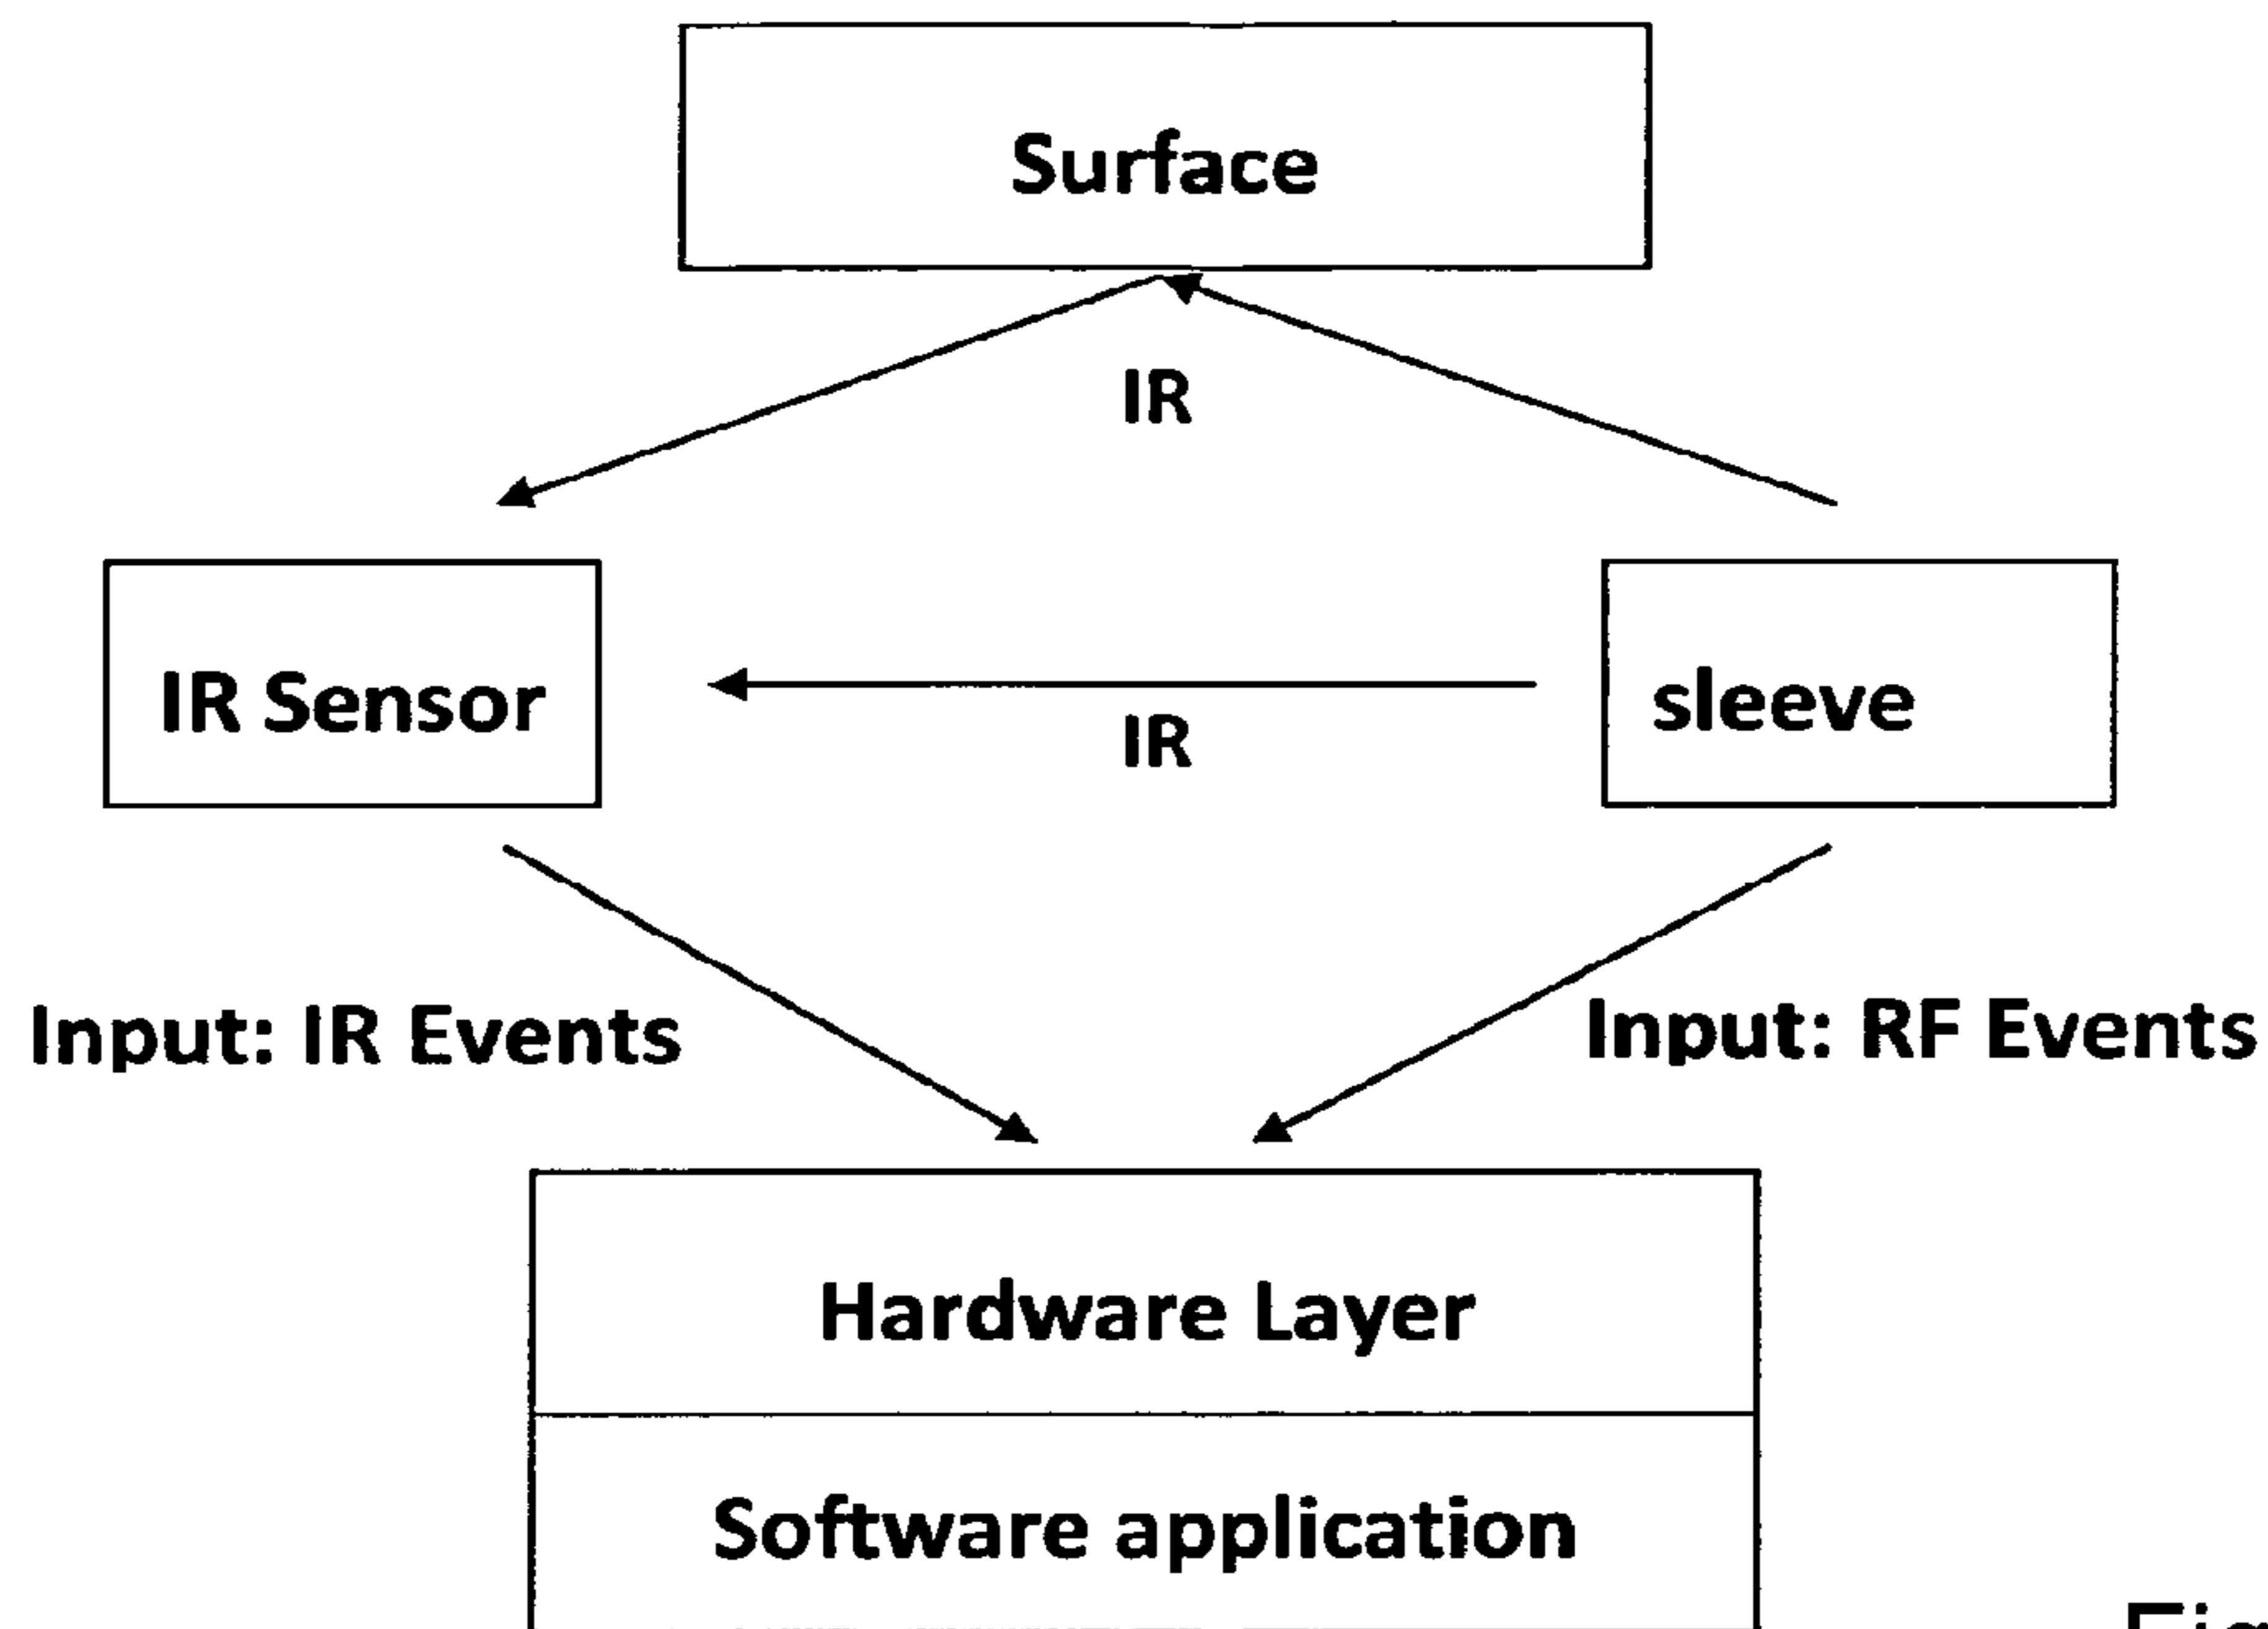 Surface
IR
IR Sensor
sleeve
IR
Input: IR Events
Input: RF Events
Hardware Layer
Software application